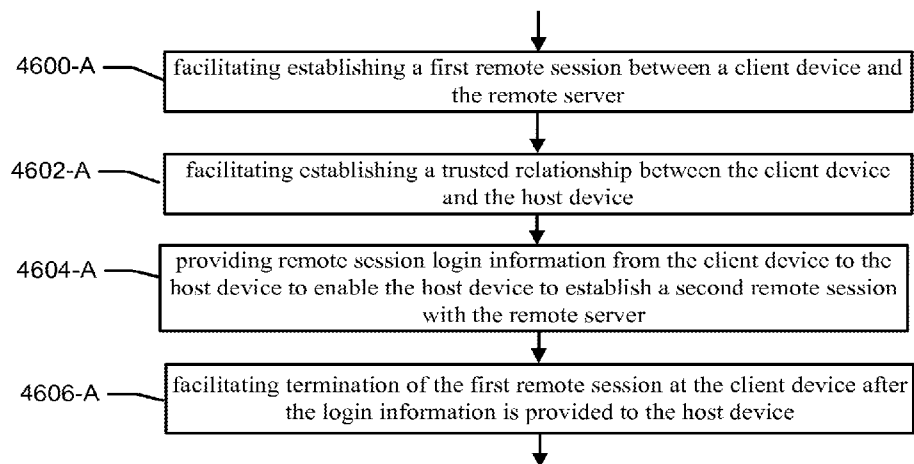 4600-A
facilitating establishing a first remote session between a client device and
the remote server
4602-A
facilitating establishing a trusted relationship between the client device
and the host device
4604-A
providing remote session login information from the client device to the
host device to enable the host device to establish a second remote session
with the remote server
4606-A
facilitating termination of the first remote session at the client device after
the login information is provided to the host device